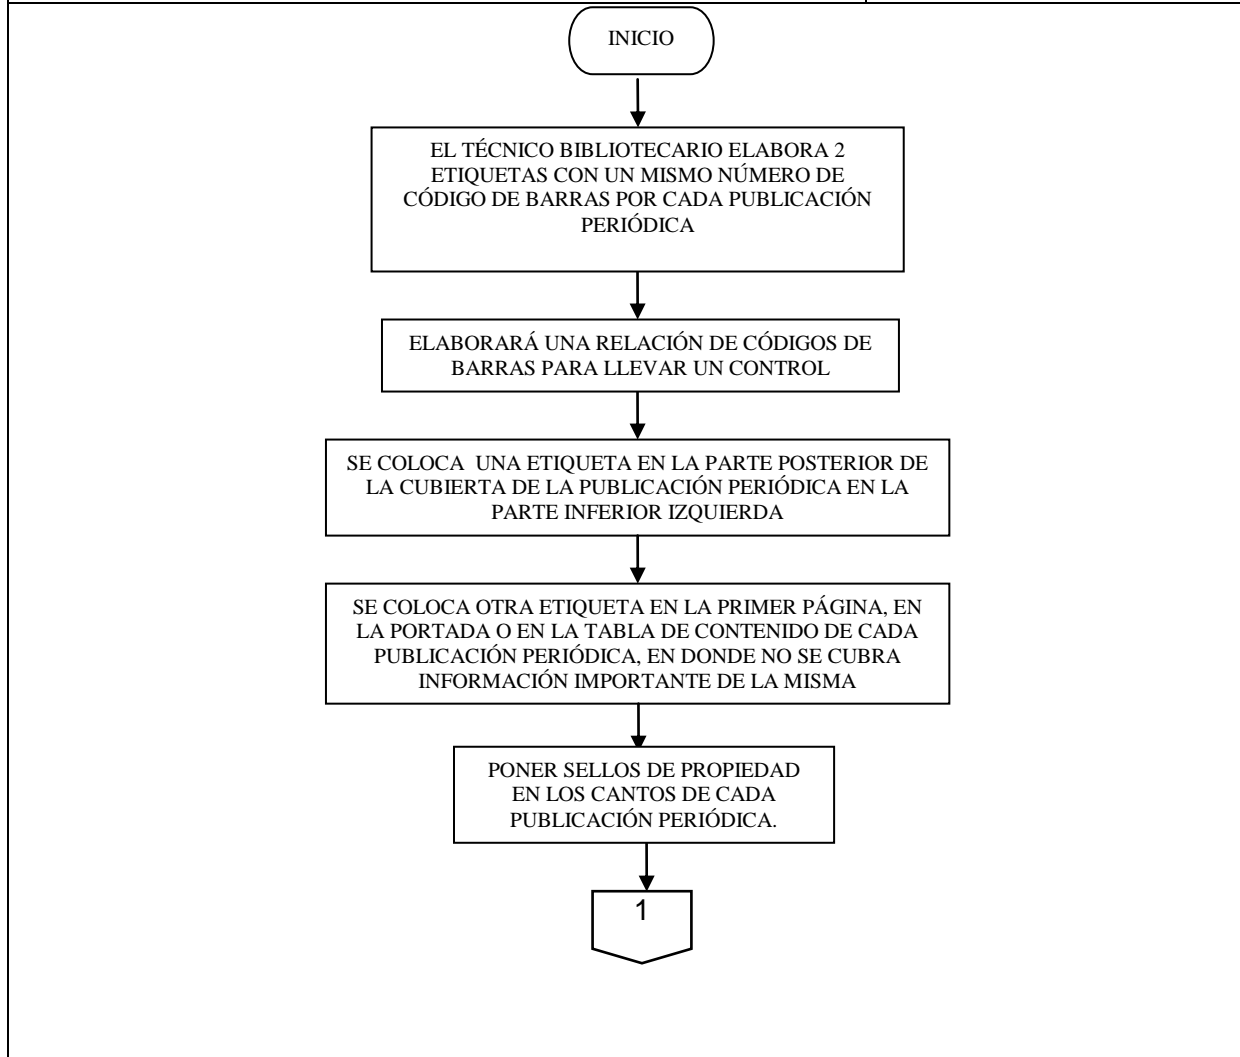 INICIO
EL TÉCNICO BIBLIOTECARIO ELABORA 2
ETIQUETAS CON UN MISMO NÚMERO DE
CÓDIGO DE BARRAS POR CADA PUBLICACIÓN
PERIÓDICA
ELABORARÁ UNA RELACIÓN DE CÓDIGOS DE
BARRAS PARA LLEVAR UN CONTROL
SE COLOCA  UNA ETIQUETA EN LA PARTE POSTERIOR DE
LA CUBIERTA DE LA PUBLICACIÓN PERIÓDICA EN LA
PARTE INFERIOR IZQUIERDA
SE COLOCA OTRA ETIQUETA EN LA PRIMER PÁGINA, EN
LA PORTADA O EN LA TABLA DE CONTENIDO DE CADA
PUBLICACIÓN PERIÓDICA, EN DONDE NO SE CUBRA
INFORMACIÓN IMPORTANTE DE LA MISMA
PONER SELLOS DE PROPIEDAD
EN LOS CANTOS DE CADA
PUBLICACIÓN PERIÓDICA.
1